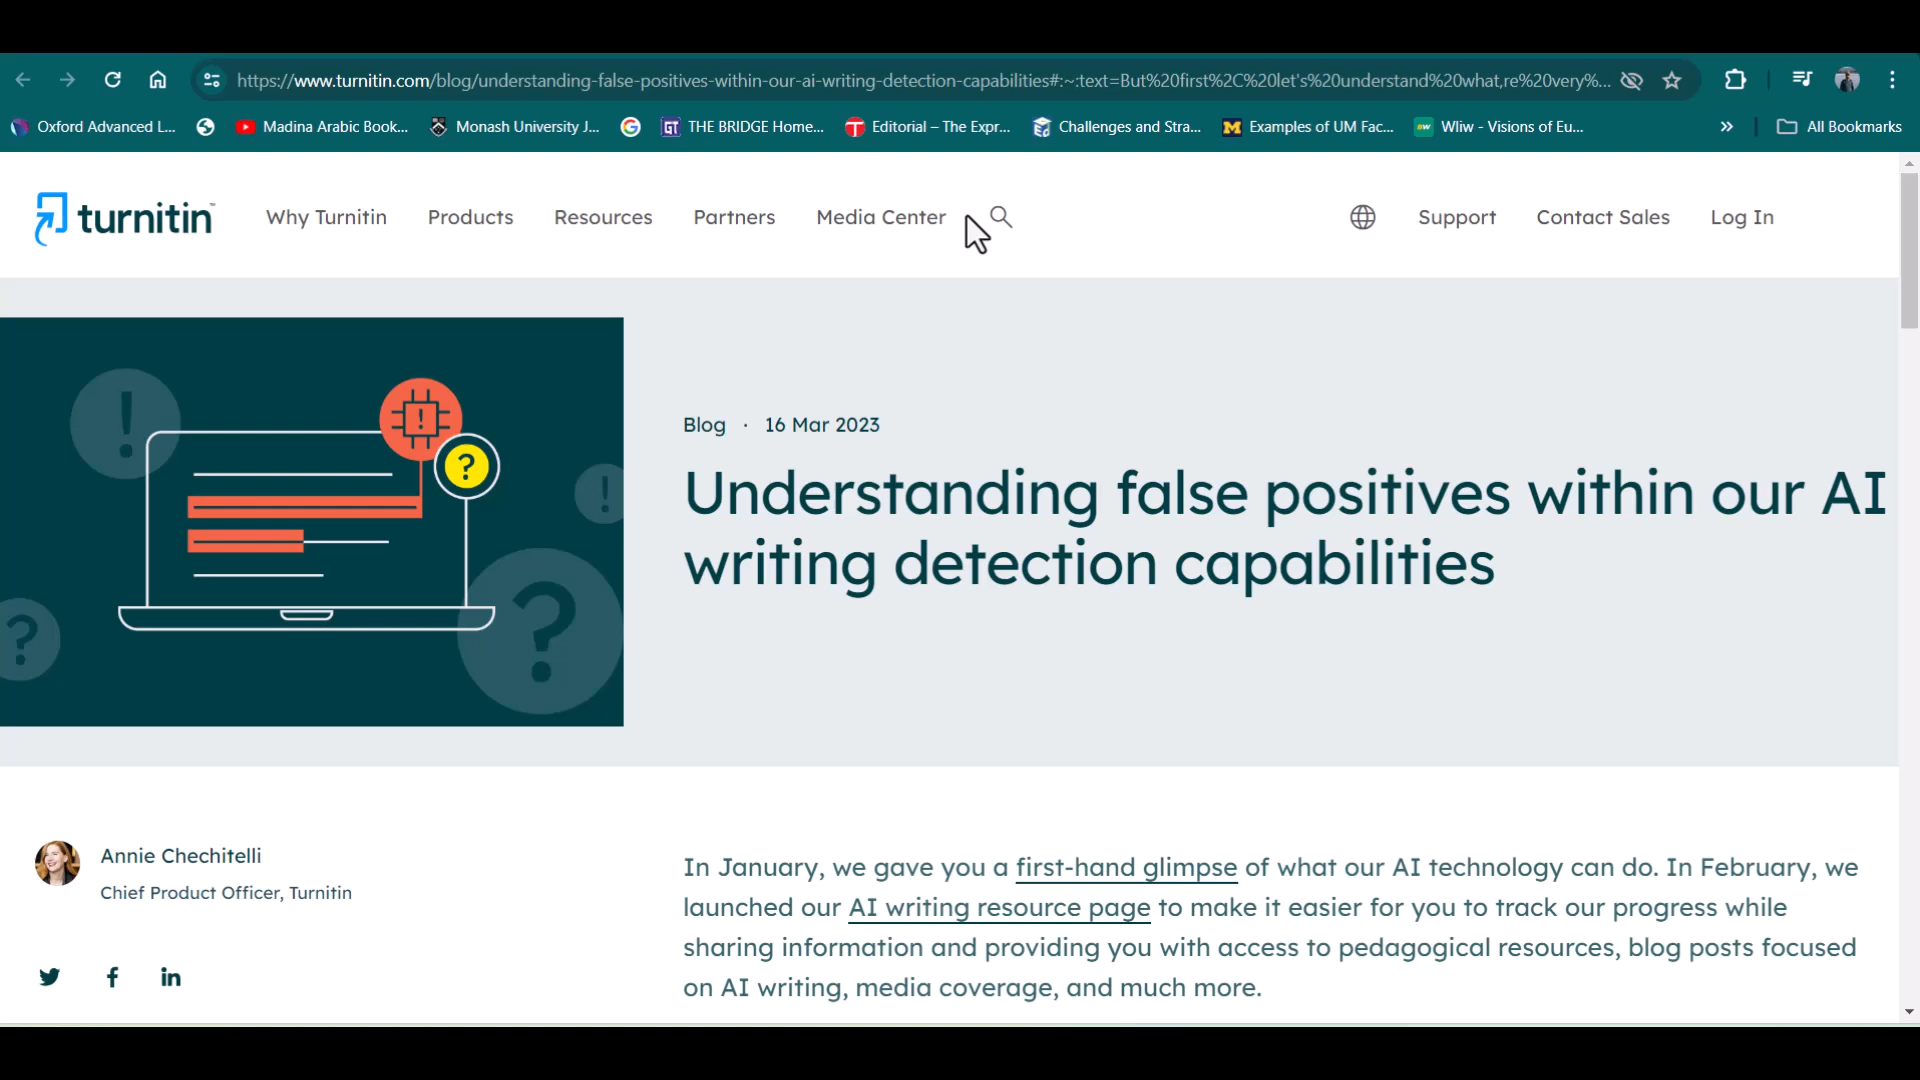 https://www.turnitin.com/blog/understanding-false-positives-within-our-ai-writing-detection-capabilities#:~:text=But%20first%2C%20let's%20understand%20what,re%20very%...
Oxford Advanced L... Madina Arabic Book... Monash University J... THE BRIDGE Home... Editorial – The Expr... Challenges and Stra... Examples of UM Fac... Wliw - Visions of Eu... » All Bookmarks
turnitin™ Why Turnitin Products Resources Partners Media Center Support Contact Sales Log In
Blog · 16 Mar 2023
Understanding false positives within our AI
writing detection capabilities
Annie Chechitelli
Chief Product Officer, Turnitin
In January, we gave you a first-hand glimpse of what our AI technology can do. In February, we
launched our AI writing resource page to make it easier for you to track our progress while
sharing information and providing you with access to pedagogical resources, blog posts focused
on AI writing, media coverage, and much more.